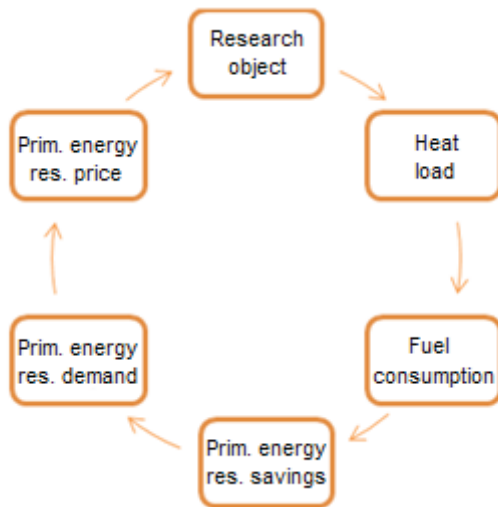 Research
object
Heat
load
Fuel
consumption
Prim. energy
res. savings
Prim. energy
res. demand
Prim. energy
res. price